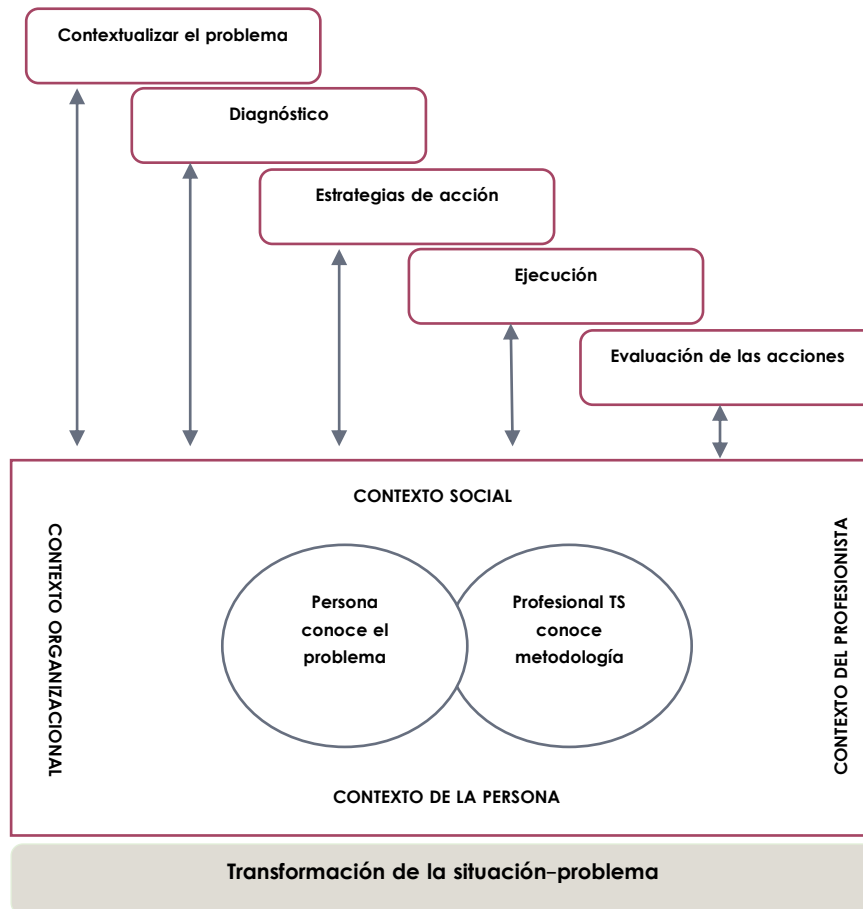 Contextualizar el problema
Diagnóstico
Estrategias de acción
Ejecución
Evaluación de las acciones
CONTEXTO SOCIAL
CONTEXTO ORGANIZACIONAL
Persona
conoce el
problema
Profesional TS
conoce
metodología
CONTEXTO DEL PROFESIONISTA
CONTEXTO DE LA PERSONA
Transformación de la situación–problema